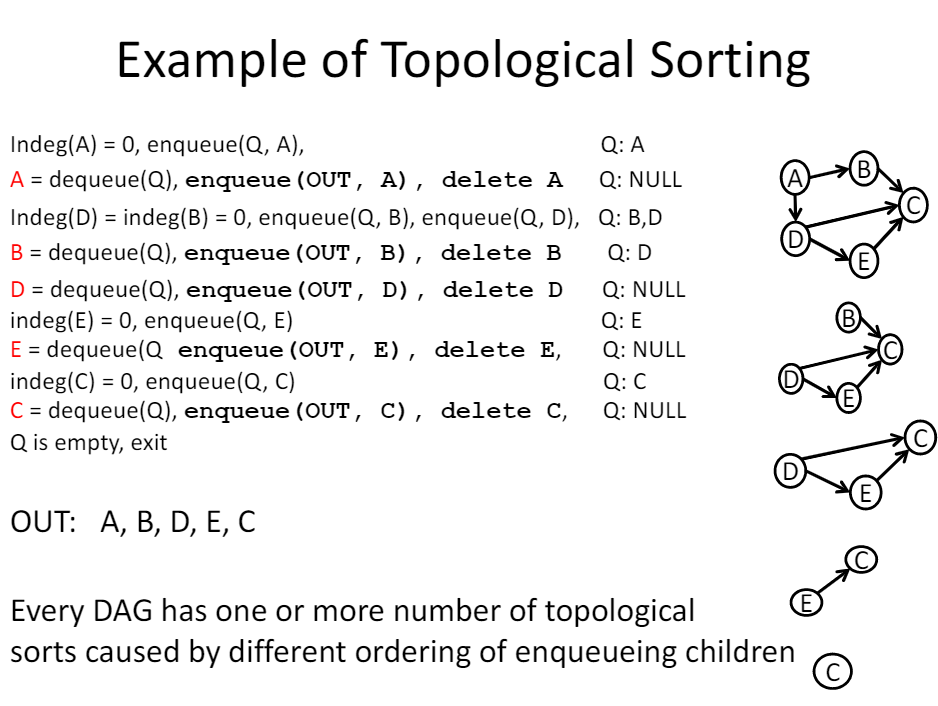 Example of Topological Sorting
Indeg(A) = 0, enqueue(Q, A), Q: A
A = dequeue(Q), enqueue(OUT, A), delete A Q: NULL
Indeg(D) = indeg(B) = 0, enqueue(Q, B), enqueue(Q, D), Q: B,D
B = dequeue(Q), enqueue(OUT, B), delete B Q: D
D = dequeue(Q), enqueue(OUT, D), delete D Q: NULL
indeg(E) = 0, enqueue(Q, E) Q: E
E = dequeue(Q enqueue(OUT, E), delete E, Q: NULL
indeg(C) = 0, enqueue(Q, C) Q: C
C = dequeue(Q), enqueue(OUT, C), delete C, Q: NULL
Q is empty, exit
OUT: A, B, D, E, C
Every DAG has one or more number of topological
sorts caused by different ordering of enqueueing children
A B
C
D
E
B
C
D
E
C
D
E
C
E
C